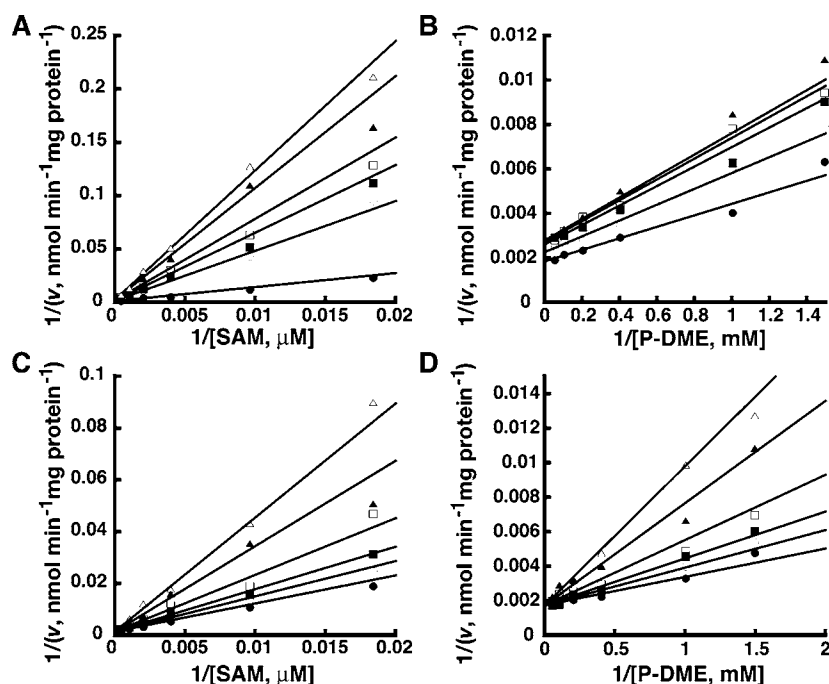 A
1/(v, nmol min⁻¹mg protein⁻¹)
0.25
0.2
0.15
0.1
0.05
0
0.005
0.01
0.015
0.02
1/[SAM, μM]
B
1/(v, nmol min⁻¹mg protein⁻¹)
0.012
0.01
0.008
0.006
0.004
0.002
0
0 0.2 0.4 0.6 0.8 1 1.2 1.4
1/[P-DME, mM]
C
1/(v, nmol min⁻¹mg protein⁻¹)
0.1
0.08
0.06
0.04
0.02
0
0.005
0.01
0.015
0.02
1/[SAM, μM]
D
1/(v, nmol min⁻¹mg protein⁻¹)
0.014
0.012
0.01
0.008
0.006
0.004
0.002
0
0 0.5 1 1.5 2
1/[P-DME, mM]